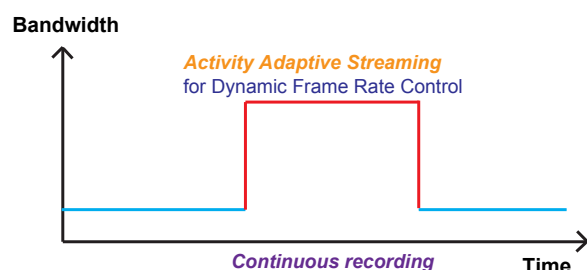 Bandwidth
Activity Adaptive Streaming
for Dynamic Frame Rate Control
Continuous recording
Time